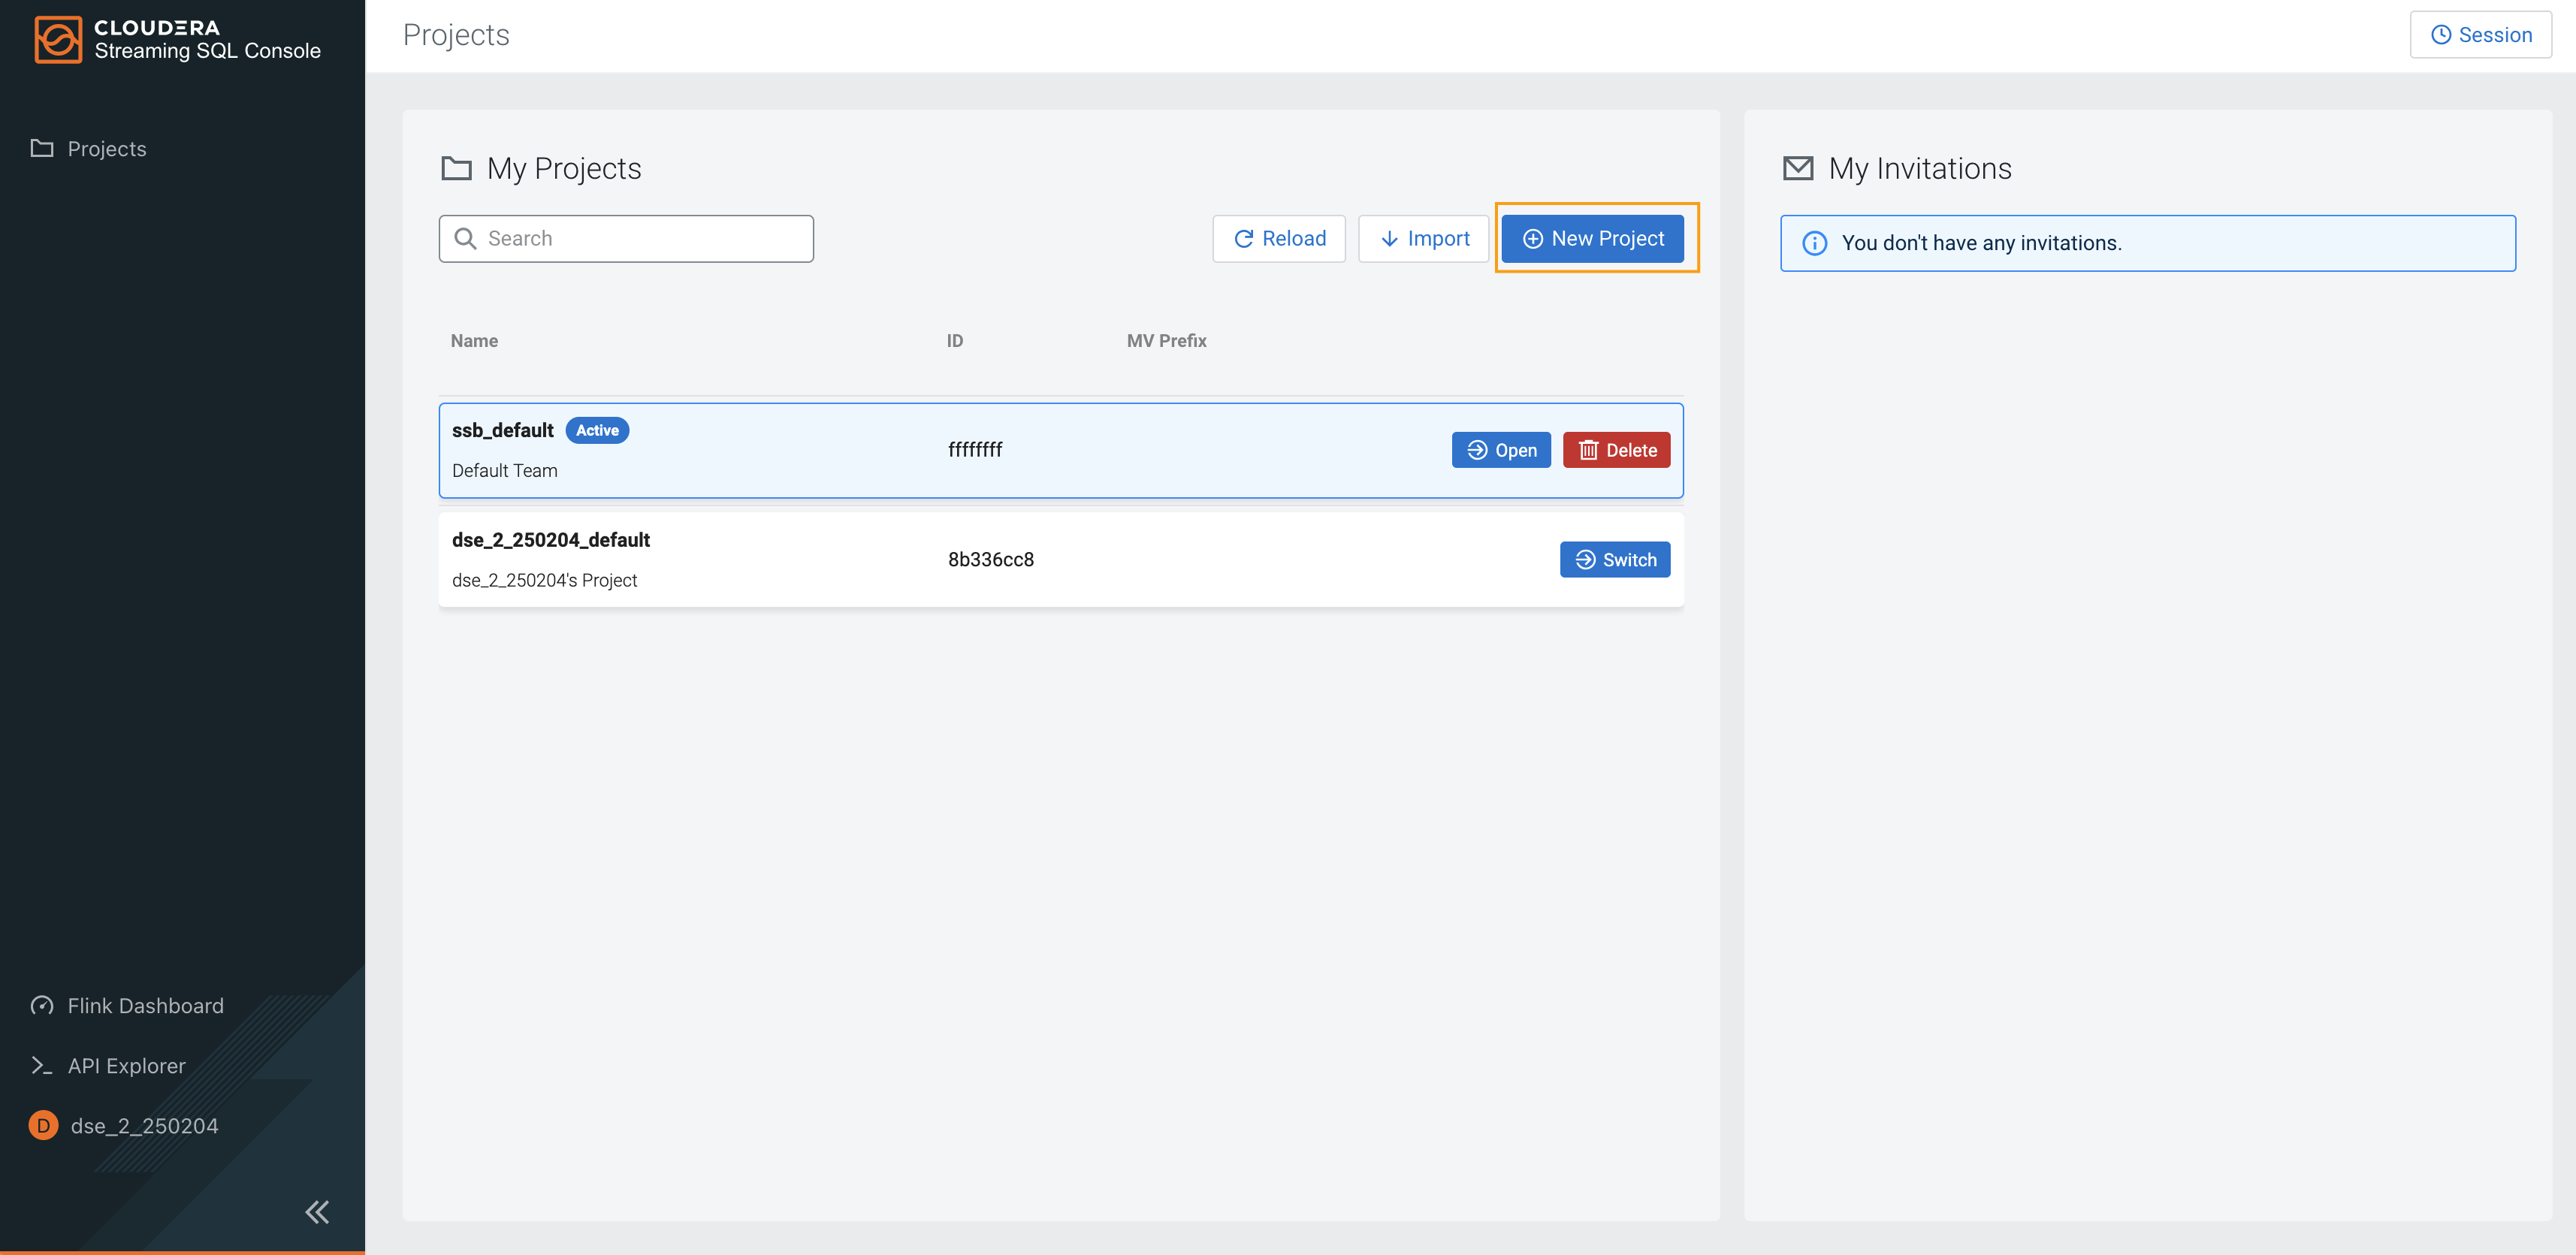 CLOUDERA
Streaming SQL Console
Projects
Flink Dashboard
API Explorer
D dse_2_250204
Projects
Session
My Projects
Search
Reload Import New Project
Name ID MV Prefix
ssb_default Active
Default Team
ffffffff
Open Delete
dse_2_250204_default
dse_2_250204's Project
8b336cc8
Switch
My Invitations
You don't have any invitations.